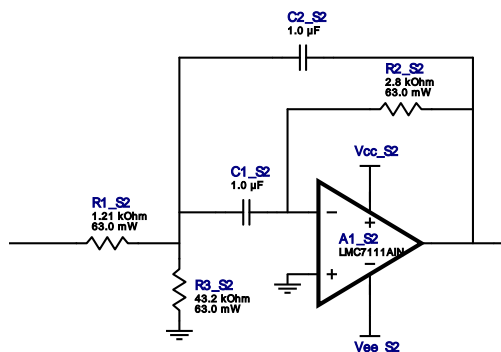 C2_S2
1.0 µF
R2_S2
2.8 kOhm
63.0 mW
Vcc_S2
C1_S2
1.0 µF
R1_S2
1.21 kOhm
63.0 mW
A1_S2
LMC7111AIN
R3_S2
43.2 kOhm
63.0 mW
Vee_S2